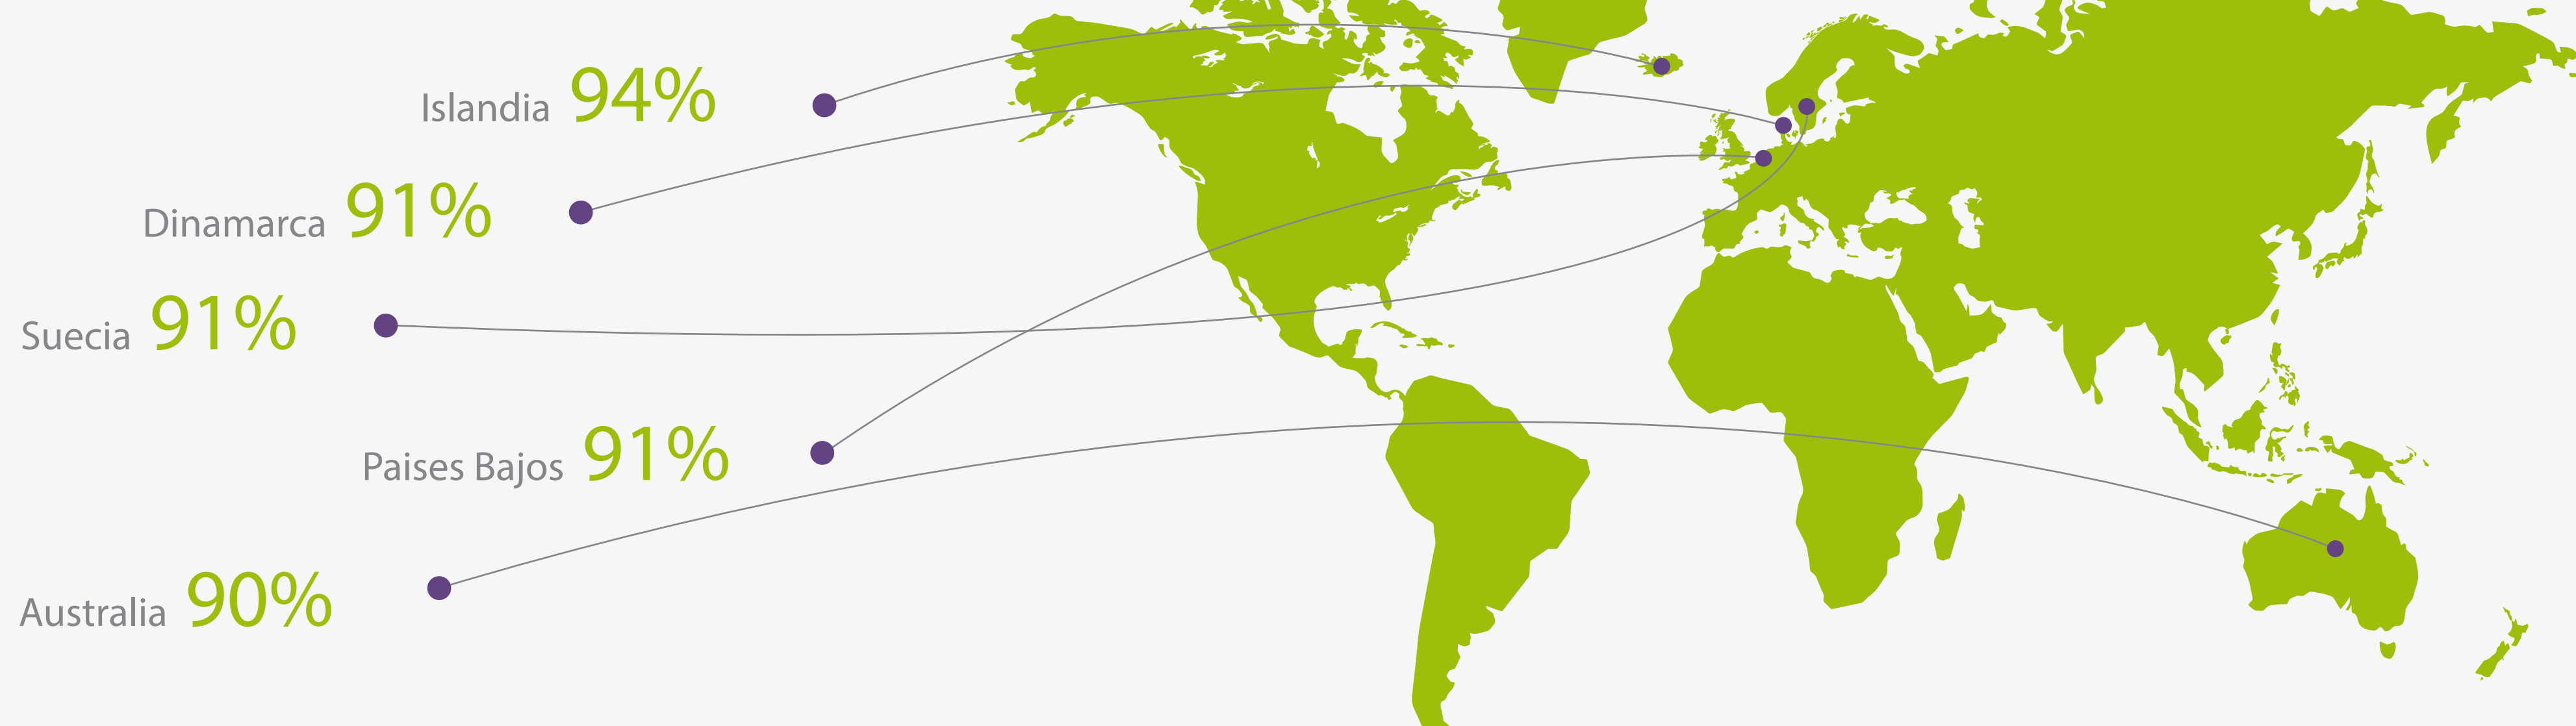 Islandia 94%
Dinamarca 91%
Suecia 91%
Paises Bajos 91%
Australia 90%